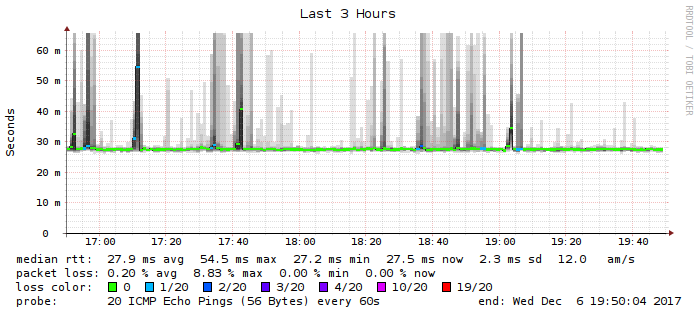 Last 3 Hours
RRDTOOL / TOBI OETIKER
Seconds
60 m
50 m
40 m
30 m
20 m
10 m
0
17:00 17:20 17:40 18:00 18:20 18:40 19:00 19:20 19:40
median rtt: 27.9 ms avg 54.5 ms max 27.2 ms min 27.5 ms now 2.3 ms sd 12.0 am/s
packet loss: 0.20 % avg 8.83 % max 0.00 % min 0.00 % now
loss color: 0 1/20 2/20 3/20 4/20 10/20 19/20
probe: 20 ICMP Echo Pings (56 Bytes) every 60s end: Wed Dec 6 19:50:04 2017